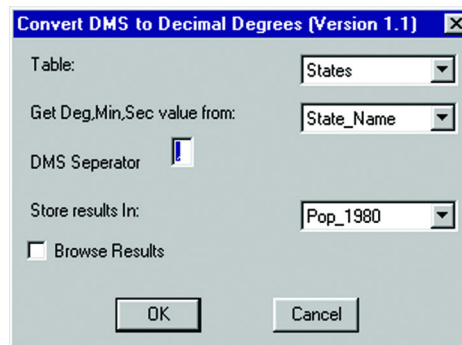 Convert DMS to Decimal Degrees (Version 1.1)
Table:
States
Get Deg,Min,Sec value from:
State_Name
DMS Seperator
Store results In:
Pop_1980
Browse Results
OK
Cancel